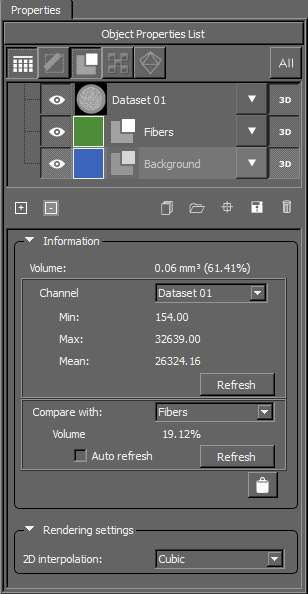 Properties
Object Properties List
All
Dataset 01
3D
Fibers
3D
Background
3D
Information
Volume: 0.06 mm³ (61.41%)
Channel Dataset 01
Min: 154.00
Max: 32639.00
Mean: 26324.16
Refresh
Compare with: Fibers
Volume 19.12%
Auto refresh Refresh
Rendering settings
2D interpolation: Cubic